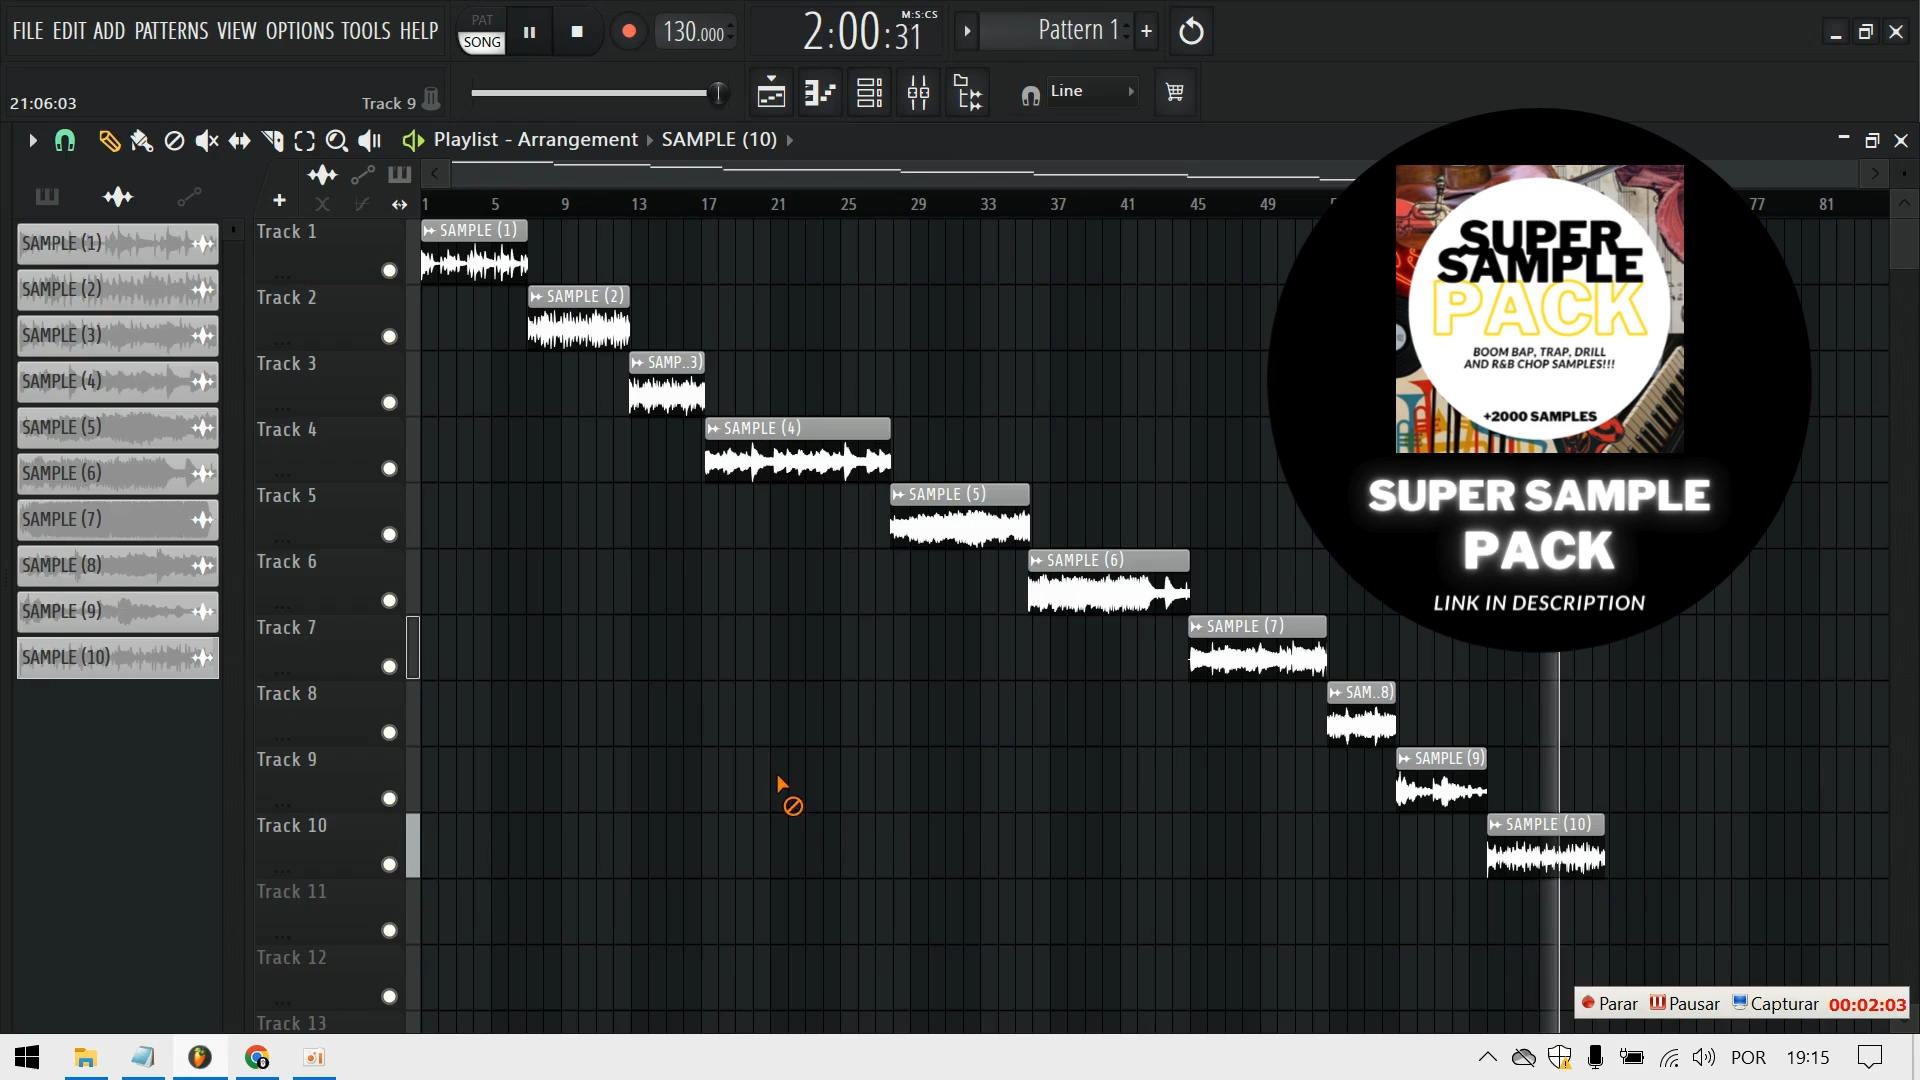 FILE EDIT ADD PATTERNS VIEW OPTIONS TOOLS HELP
PAT
SONG
130.000
2:00:31
M:S:CS
Pattern 1
+
21:06:03
Track 9
Line
Playlist - Arrangement
SAMPLE (10)
1 5 9 13 17 21 25 29 33 37 41 45 49 77 81
SAMPLE (1)
SAMPLE (2)
SAMPLE (3)
SAMPLE (4)
SAMPLE (5)
SAMPLE (6)
SAMPLE (7)
SAMPLE (8)
SAMPLE (9)
SAMPLE (10)
Track 1
SAMPLE (1)
Track 2
SAMPLE (2)
Track 3
SAMP..3)
Track 4
SAMPLE (4)
Track 5
SAMPLE (5)
Track 6
SAMPLE (6)
Track 7
SAMPLE (7)
Track 8
SAM..8)
Track 9
SAMPLE (9)
Track 10
SAMPLE (10)
Track 11
Track 12
Track 13
SUPER
SAMPLE
PACK
BOOM BAP, TRAP, DRILL
AND R&B CHOP SAMPLES!!!
+2000 SAMPLES
SUPER SAMPLE
PACK
LINK IN DESCRIPTION
Parar Pausar Capturar 00:02:03
POR 19:15